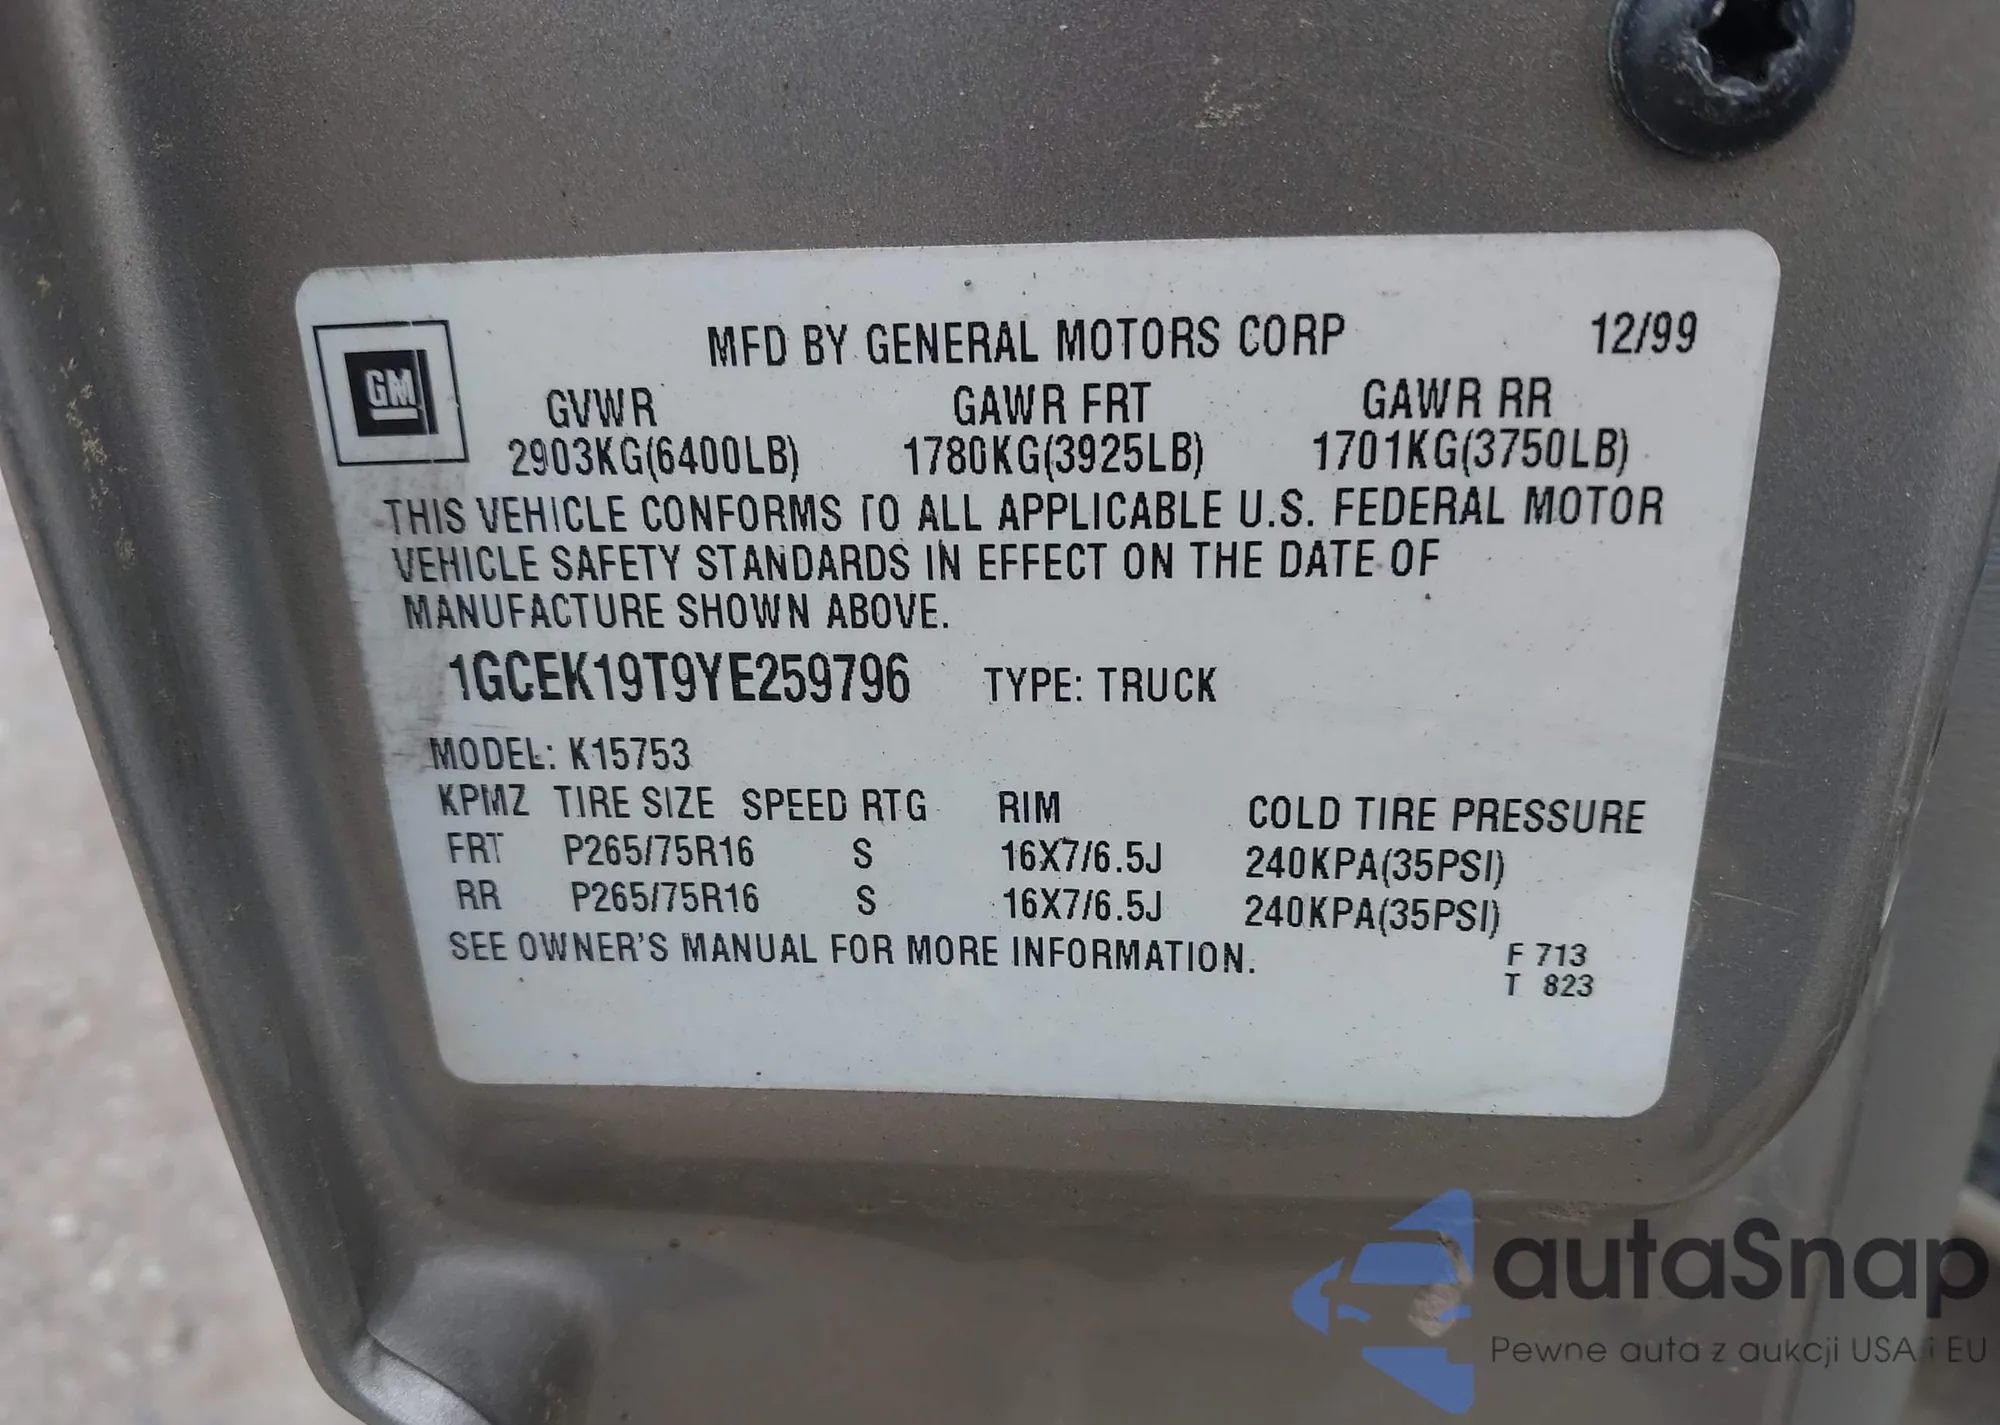 MFD BY GENERAL MOTORS CORP 12/99
GM
GVWR GAWR FRT GAWR RR
2903KG(6400LB) 1780KG(3925LB) 1701KG(3750LB)
THIS VEHICLE CONFORMS TO ALL APPLICABLE U.S. FEDERAL MOTOR
VEHICLE SAFETY STANDARDS IN EFFECT ON THE DATE OF
MANUFACTURE SHOWN ABOVE.
1GCEK19T9YE259796 TYPE: TRUCK
MODEL: K15753
KPMZ TIRE SIZE SPEED RTG RIM COLD TIRE PRESSURE
FRT P265/75R16 S 16X7/6.5J 240KPA(35PSI)
RR P265/75R16 S 16X7/6.5J 240KPA(35PSI)
SEE OWNER'S MANUAL FOR MORE INFORMATION.
F 713
T 823
autaSnap
Pewne auta z aukcji USA i EU